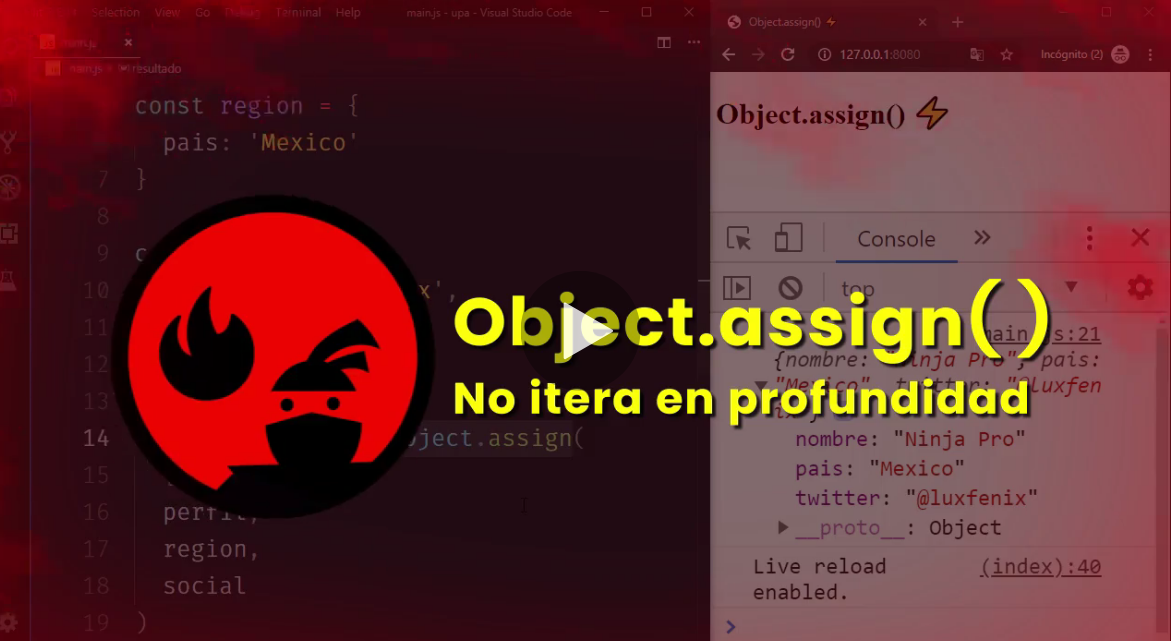 Selection View Go Debug Terminal Help
main.js - upa - Visual Studio Code
main.js
resultado
const region = {
pais: 'Mexico'
7 }
8
9 c
10 x',
11
12
13
14 object.assign(
15
16 perfil,
17 region,
18 social
19 )
Object.assign() ⚡
127.0.0.1:8080
Incógnito (2)
Object.assign() ⚡
Console
top
Object.assign()
No itera en profundidad
main.js:21
{nombre: "Ninja Pro", pais:
"Mexico", twitter: "@luxfen
ix"}
nombre: "Ninja Pro"
pais: "Mexico"
twitter: "@luxfenix"
__proto__: Object
Live reload
enabled.
(index):40